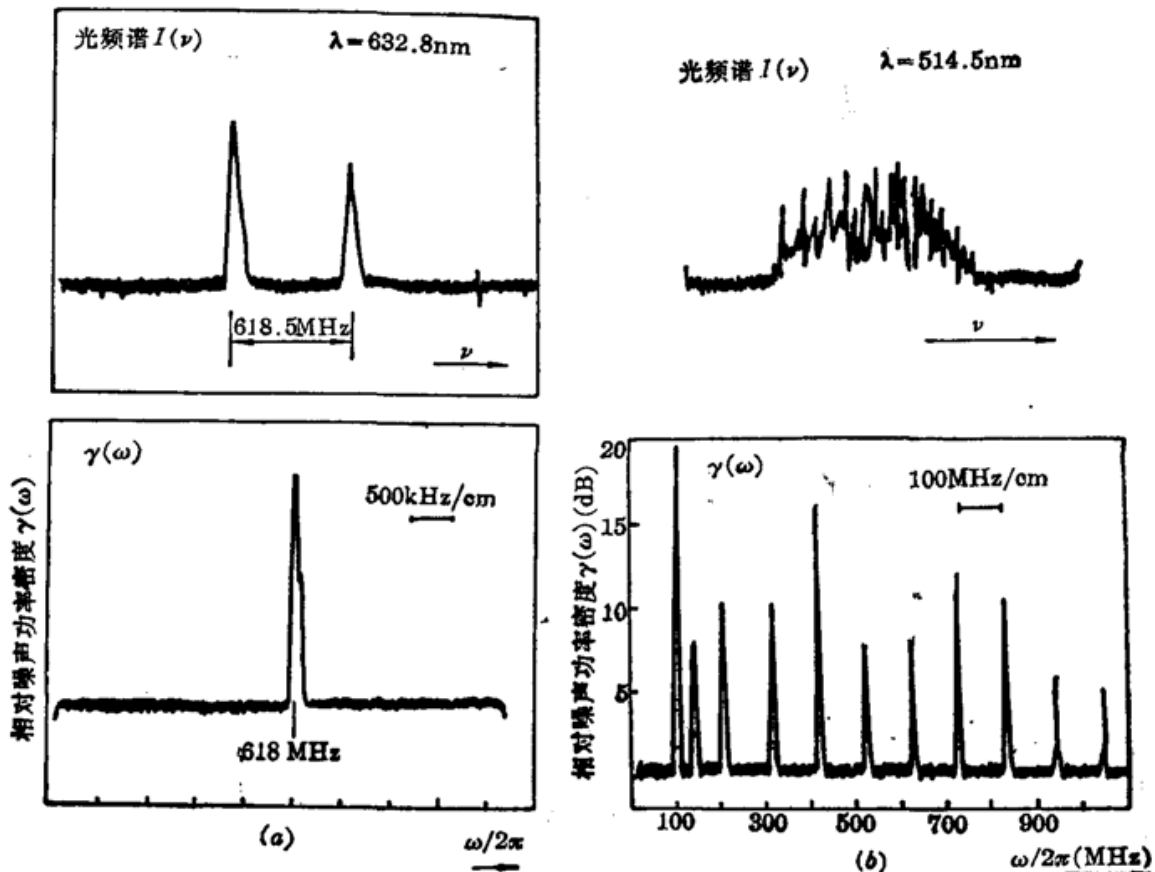 光频谱 I(ν) λ=632.8nm
618.5MHz
ν
光频谱 I(ν) λ=514.5nm
ν
相对噪声功率密度 γ(ω)
γ(ω)
500kHz/cm
618 MHz
(a) ω/2π
相对噪声功率密度 γ(ω) (dB)
γ(ω)
100MHz/cm
20
15
10
5
100 300 500 700 900
(b) ω/2π (MHz)